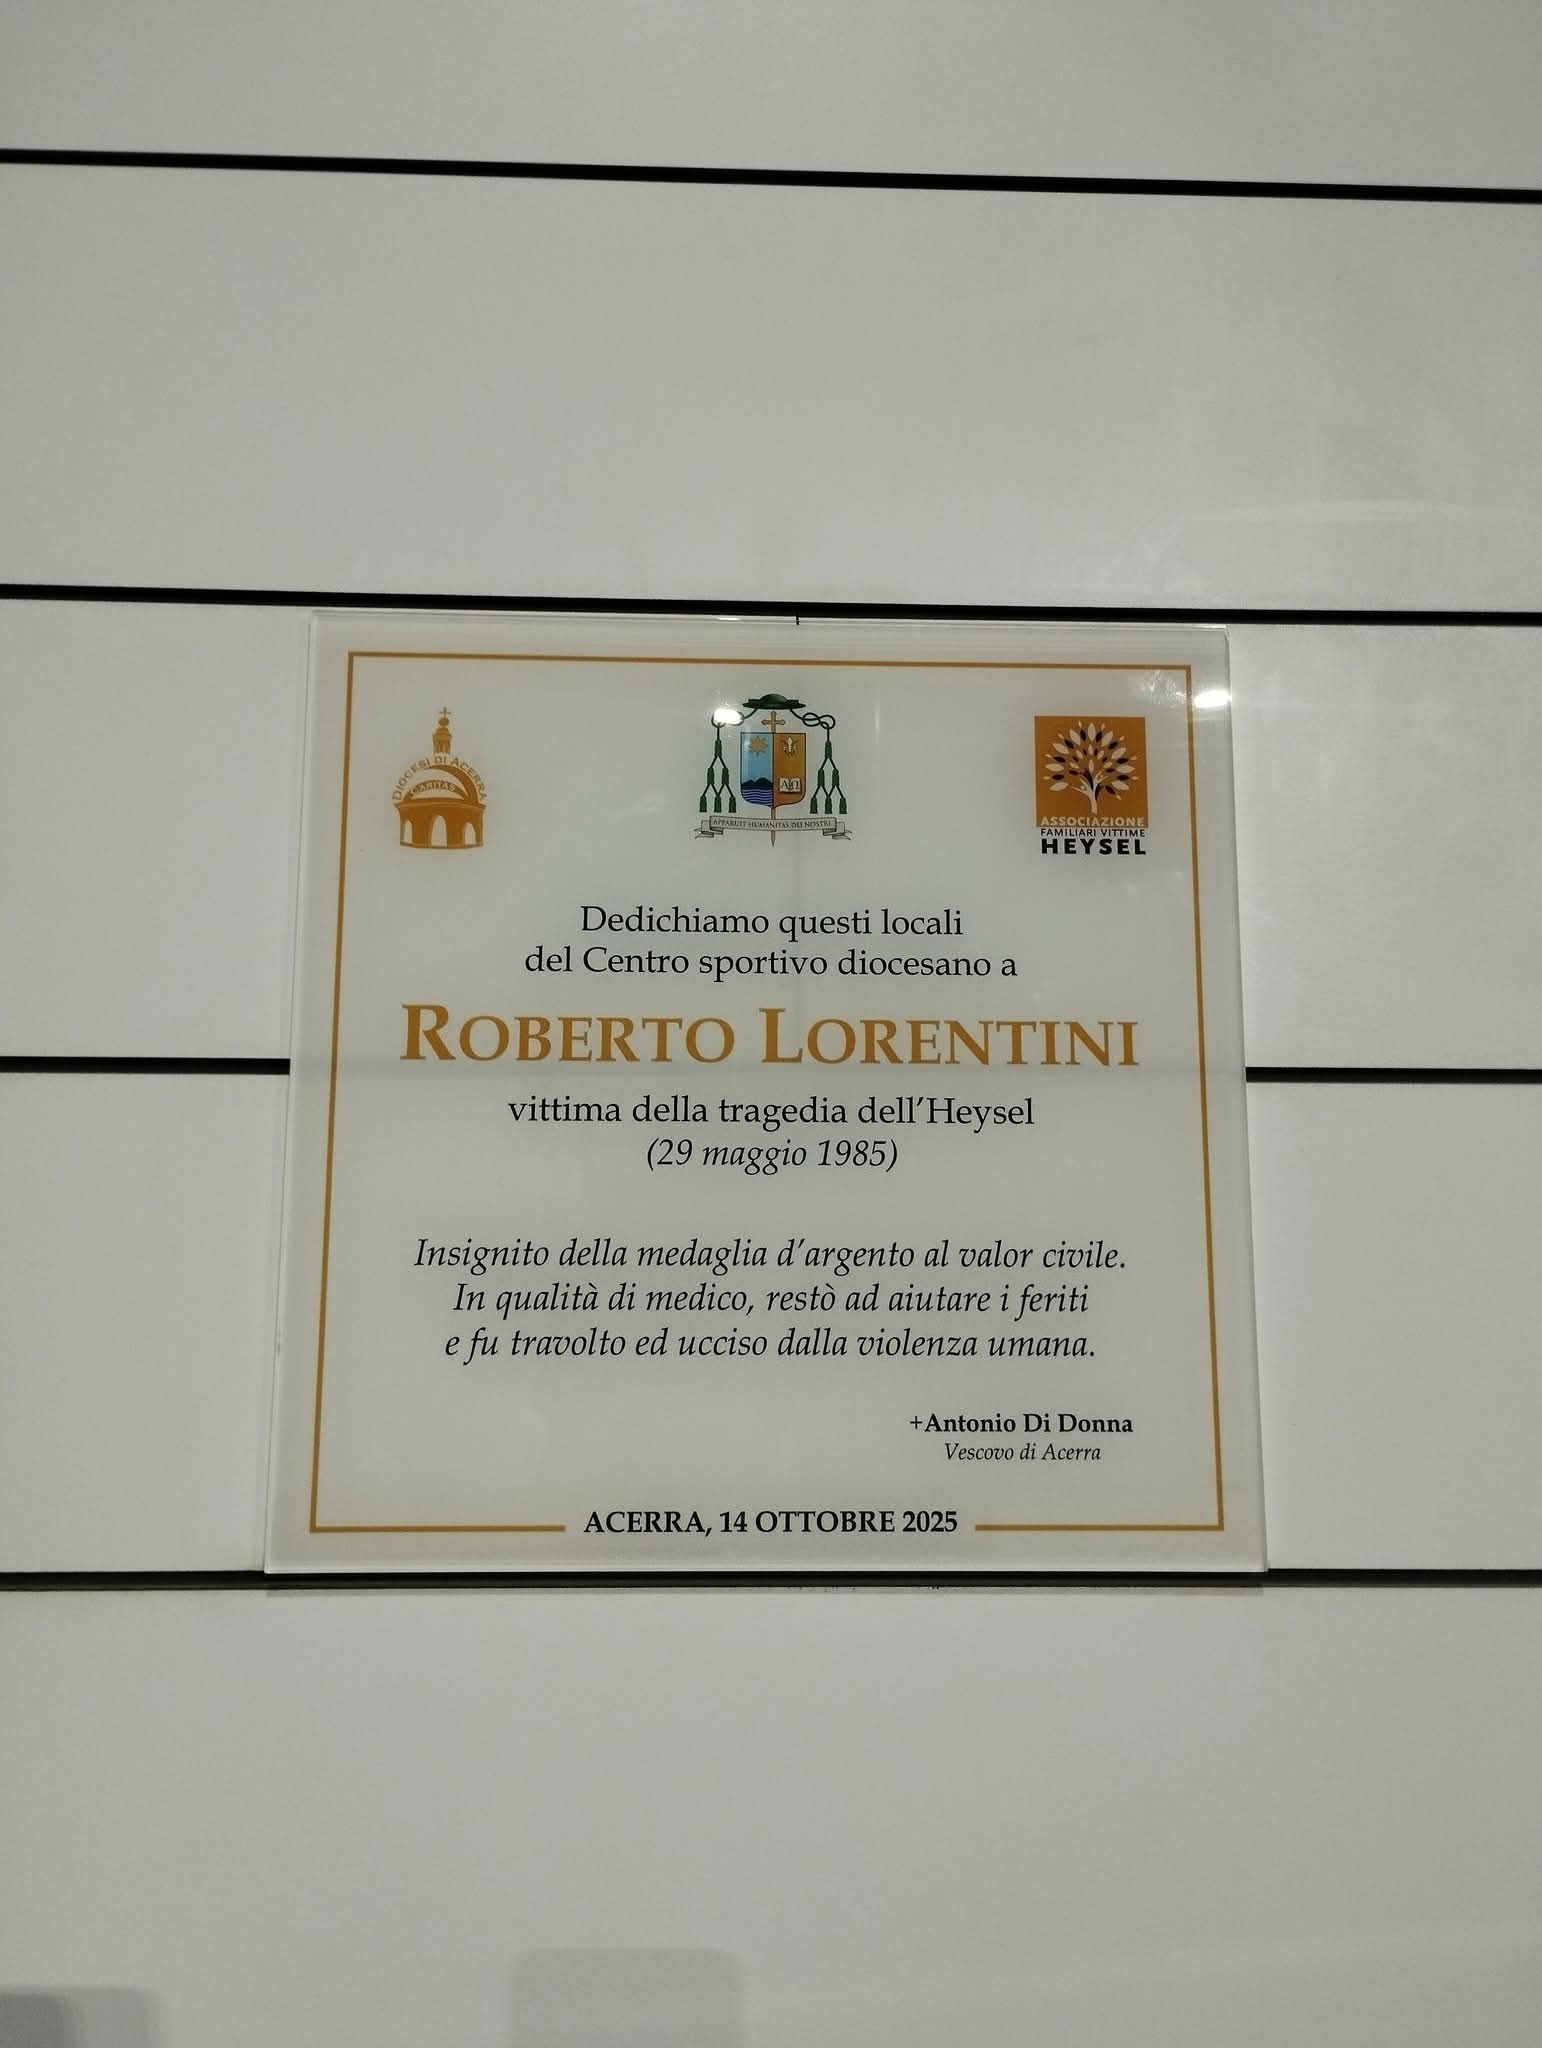 DIOCESI DI ACERRA
CARITAS
AΩ
APPARUIT HUMANITAS DEI NOSTRI
ASSOCIAZIONE
FAMILIARI VITTIME
HEYSEL
Dedichiamo questi locali
del Centro sportivo diocesano a
ROBERTO LORENTINI
vittima della tragedia dell'Heysel
(29 maggio 1985)
Insignito della medaglia d'argento al valor civile.
In qualità di medico, restò ad aiutare i feriti
e fu travolto ed ucciso dalla violenza umana.
+Antonio Di Donna
Vescovo di Acerra
ACERRA, 14 OTTOBRE 2025